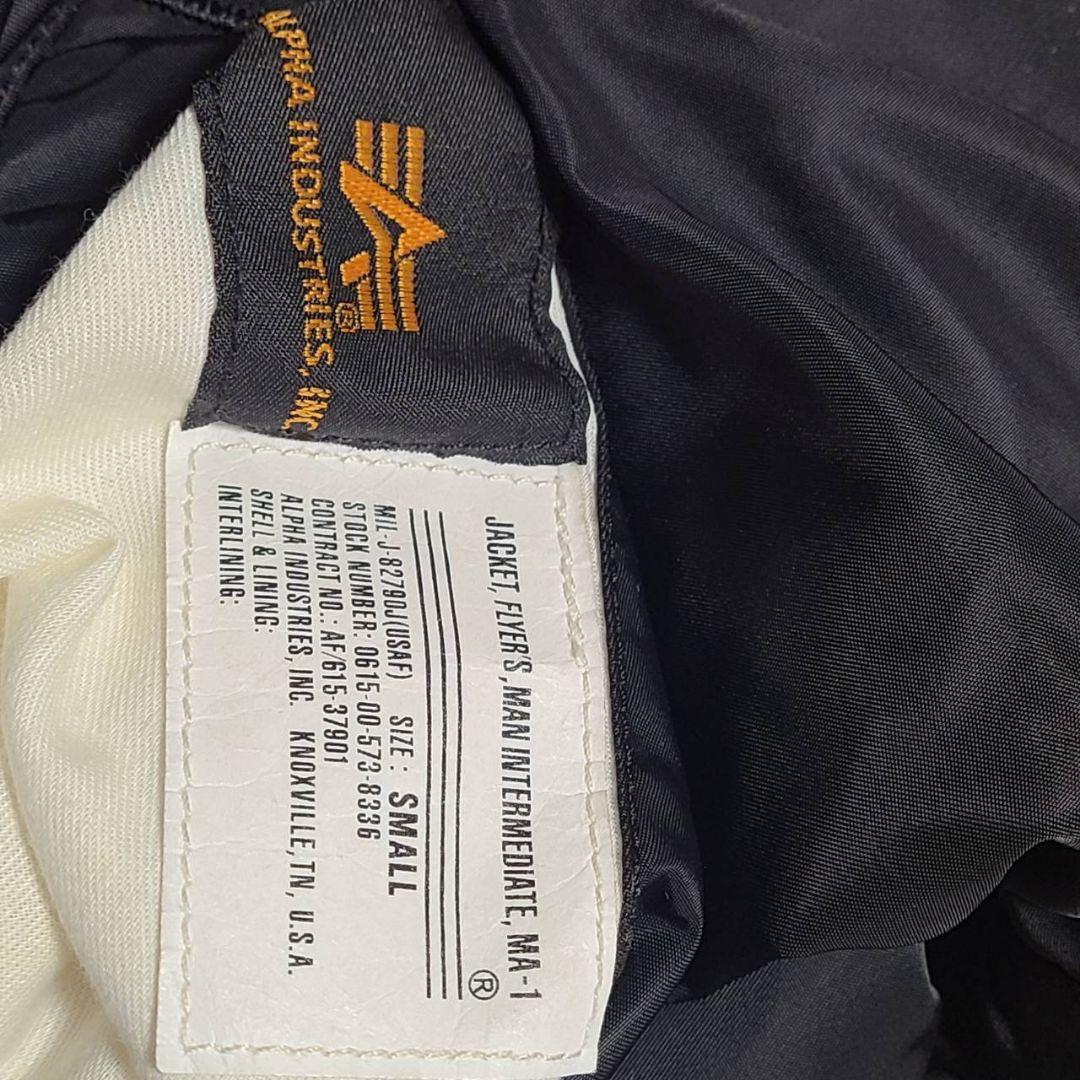 ALPHA INDUSTRIES, INC
®
JACKET, FLYER'S, MAN INTERMEDIATE, MA-1
®
MIL-J-82790J(USAF) SIZE: SMALL
STOCK NUMBER: 0615-00-573-8336
CONTRACT NO.: AF/615-37901
ALPHA INDUSTRIES, INC. KNOXVILLE, TN, U.S.A.
SHELL & LINING:
INTERLINING: